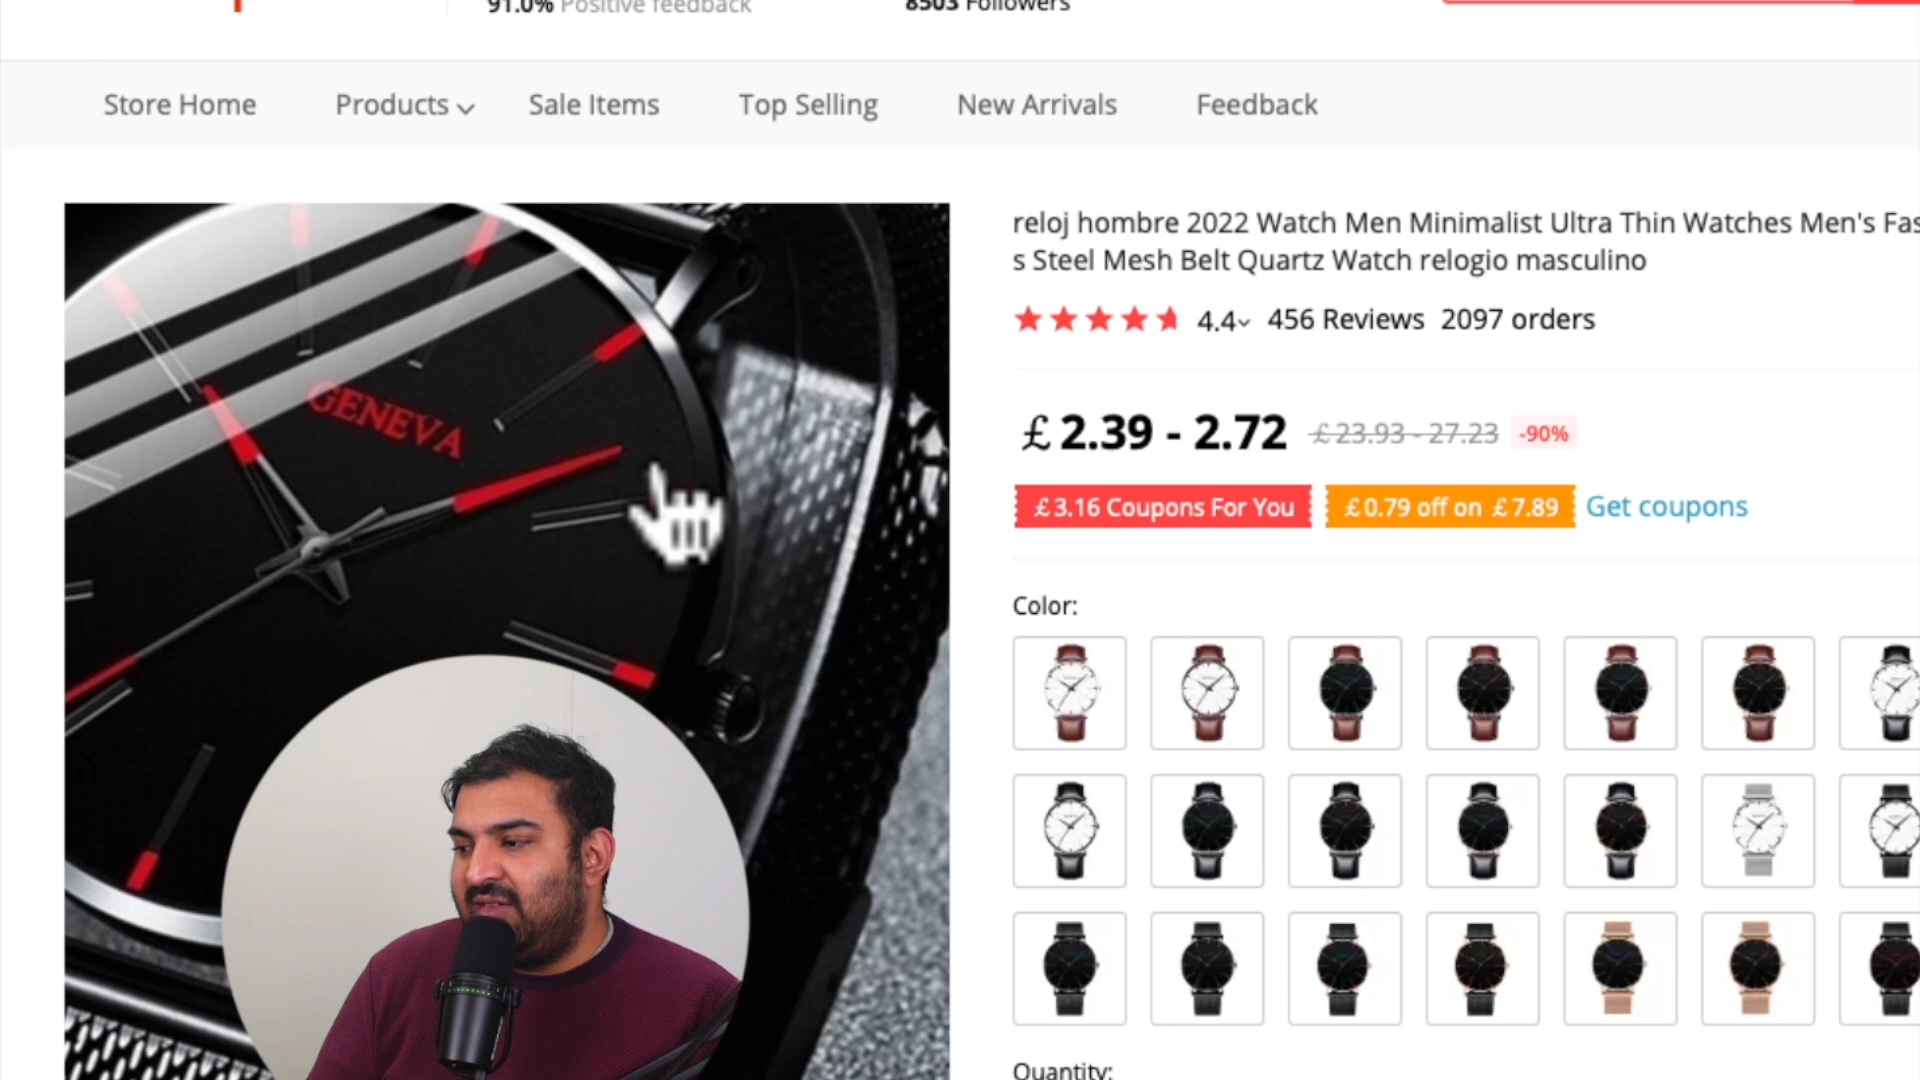 91.0% Positive feedback
8503 Followers
Store Home
Products
Sale Items
Top Selling
New Arrivals
Feedback
GENEVA
reloj hombre 2022 Watch Men Minimalist Ultra Thin Watches Men's Fas
s Steel Mesh Belt Quartz Watch relogio masculino
4.4
456 Reviews
2097 orders
£2.39 - 2.72
£23.93 - 27.23
-90%
£3.16 Coupons For You
£0.79 off on £7.89
Get coupons
Color:
Quantity: